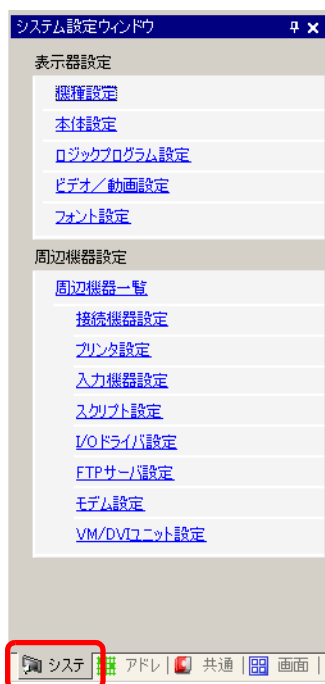 システム設定ウィンドウ
表示器設定
機種設定
本体設定
ロジックプログラム設定
ビデオ／動画設定
フォント設定
周辺機器設定
周辺機器一覧
接続機器設定
プリンタ設定
入力機器設定
スクリプト設定
I/Oドライバ設定
FTPサーバ設定
モデム設定
VM/DVIユニット設定
システ アドレ 共通 画面